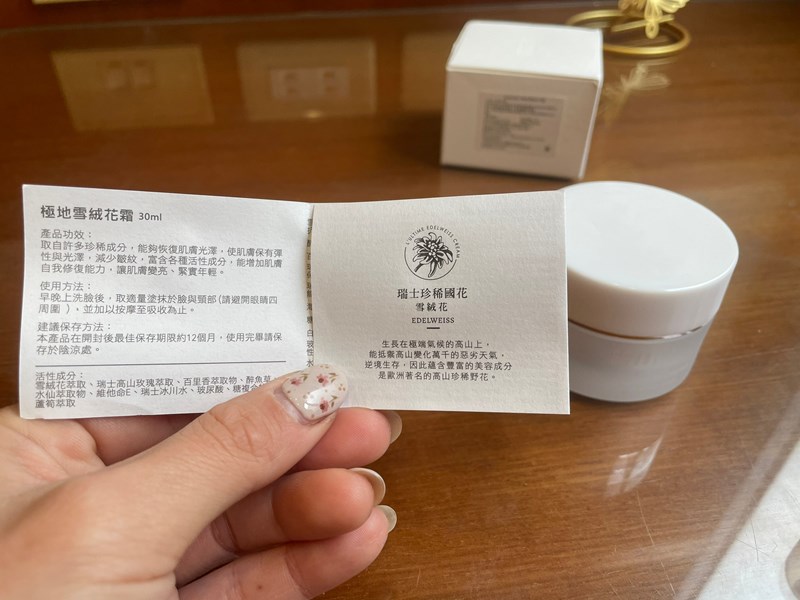 極地雪絨花霜 30ml
產品功效：
取自許多珍稀成分，能夠恢復肌膚光澤，使肌膚保有彈
性與光澤，減少皺紋，富含各種活性成分，能增加肌膚
自我修復能力，讓肌膚變亮、緊實年輕。
使用方法：
早晚上洗臉後，取適量塗抹於臉與頸部(請避開眼睛四
周圍 )，並加以按摩至吸收為止。
建議保存方法：
本產品在開封後最佳保存期限約12個月，使用完畢請保
存於陰涼處。
活性成分：
雪絨花萃取、瑞士高山玫瑰萃取、百里香萃取物、醉魚草
水仙萃取物、維他命E、瑞士冰川水、玻尿酸、糖複合
蘆筍萃取
L'ULTIME EDELWEISS CREAM
瑞士珍稀國花
雪絨花
EDELWEISS
生長在極端氣候的高山上，
能抵禦高山變化萬千的惡劣天氣，
逆境生存，因此蘊含豐富的美容成分
是歐洲著名的高山珍稀野花。